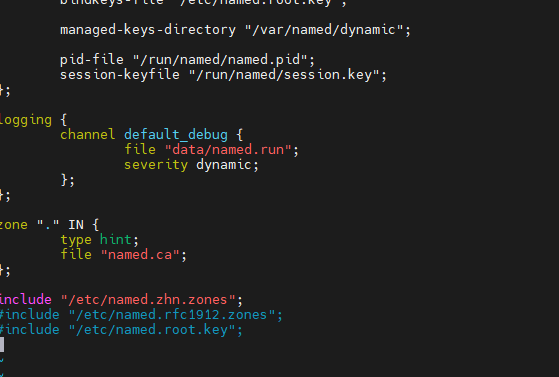 bindkeys-file "/etc/named.root.key";
managed-keys-directory "/var/named/dynamic";
pid-file "/run/named/named.pid";
session-keyfile "/run/named/session.key";
};
logging {
channel default_debug {
file "data/named.run";
severity dynamic;
};
};
zone "." IN {
type hint;
file "named.ca";
};
include "/etc/named.zhn.zones";
#include "/etc/named.rfc1912.zones";
#include "/etc/named.root.key";
~
~